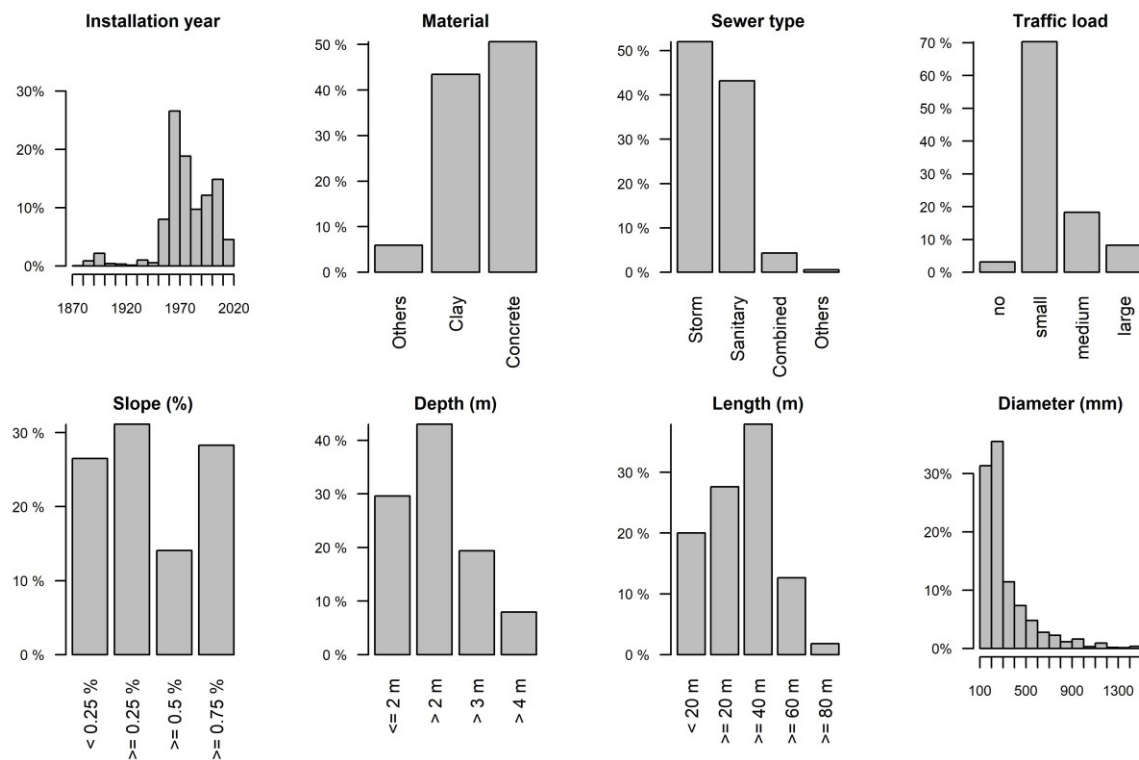 Installation year
30%
20%
10%
0%
1870 1920 1970 2020
Material
50 %
40 %
30 %
20 %
10 %
0 %
Others
Clay
Concrete
Sewer type
50 %
40 %
30 %
20 %
10 %
0 %
Storm
Sanitary
Combined
Others
Traffic load
70 %
60 %
50 %
40 %
30 %
20 %
10 %
0 %
no
small
medium
large
Slope (%)
30 %
20 %
10 %
0 %
< 0.25 %
>= 0.25 %
>= 0.5 %
>= 0.75 %
Depth (m)
40 %
30 %
20 %
10 %
0 %
<= 2 m
> 2 m
> 3 m
> 4 m
Length (m)
30 %
20 %
10 %
0 %
< 20 m
>= 20 m
>= 40 m
>= 60 m
>= 80 m
Diameter (mm)
30%
20%
10%
0%
100 500 900 1300